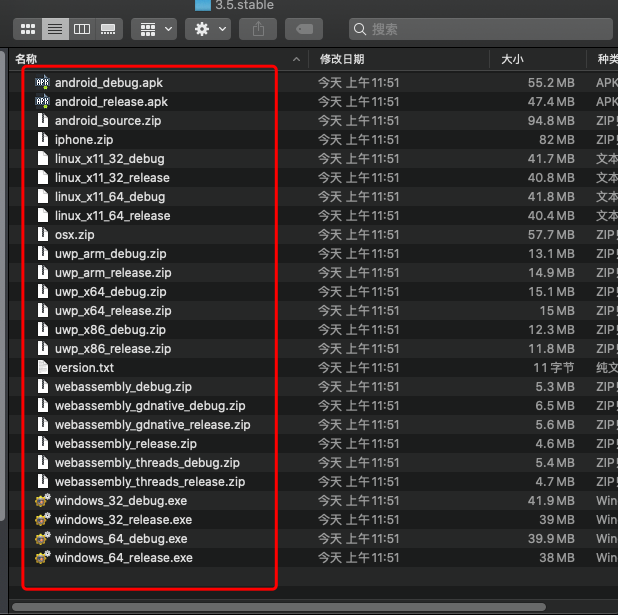 3.5.stable
搜索
名称 修改日期 大小 种类
android_debug.apk 今天 上午11:51 55.2 MB APK
android_release.apk 今天 上午11:51 47.4 MB APK
android_source.zip 今天 上午11:51 94.8 MB ZIP
iphone.zip 今天 上午11:51 82 MB ZIP
linux_x11_32_debug 今天 上午11:51 41.7 MB 文本
linux_x11_32_release 今天 上午11:51 40.8 MB 文本
linux_x11_64_debug 今天 上午11:51 41.8 MB 文本
linux_x11_64_release 今天 上午11:51 40.4 MB 文本
osx.zip 今天 上午11:51 57.7 MB ZIP
uwp_arm_debug.zip 今天 上午11:51 13.1 MB ZIP
uwp_arm_release.zip 今天 上午11:51 14.9 MB ZIP
uwp_x64_debug.zip 今天 上午11:51 15.1 MB ZIP
uwp_x64_release.zip 今天 上午11:51 15 MB ZIP
uwp_x86_debug.zip 今天 上午11:51 12.3 MB ZIP
uwp_x86_release.zip 今天 上午11:51 11.8 MB ZIP
version.txt 今天 上午11:51 11 字节 纯文
webassembly_debug.zip 今天 上午11:51 5.3 MB ZIP
webassembly_gdnative_debug.zip 今天 上午11:51 6.5 MB ZIP
webassembly_gdnative_release.zip 今天 上午11:51 5.6 MB ZIP
webassembly_release.zip 今天 上午11:51 4.6 MB ZIP
webassembly_threads_debug.zip 今天 上午11:51 5.4 MB ZIP
webassembly_threads_release.zip 今天 上午11:51 4.7 MB ZIP
windows_32_debug.exe 今天 上午11:51 41.9 MB Win
windows_32_release.exe 今天 上午11:51 39 MB Win
windows_64_debug.exe 今天 上午11:51 39.9 MB Win
windows_64_release.exe 今天 上午11:51 38 MB Win